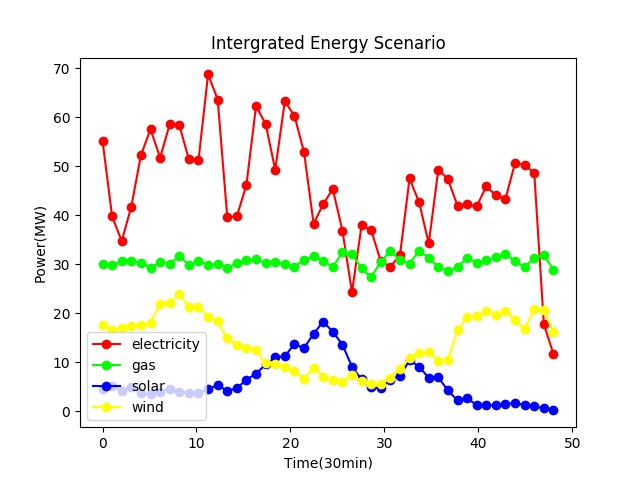 Intergrated Energy Scenario
Power(MW)
70
60
50
40
30
20
10
0
electricity
gas
solar
wind
0 10 20 30 40 50
Time(30min)